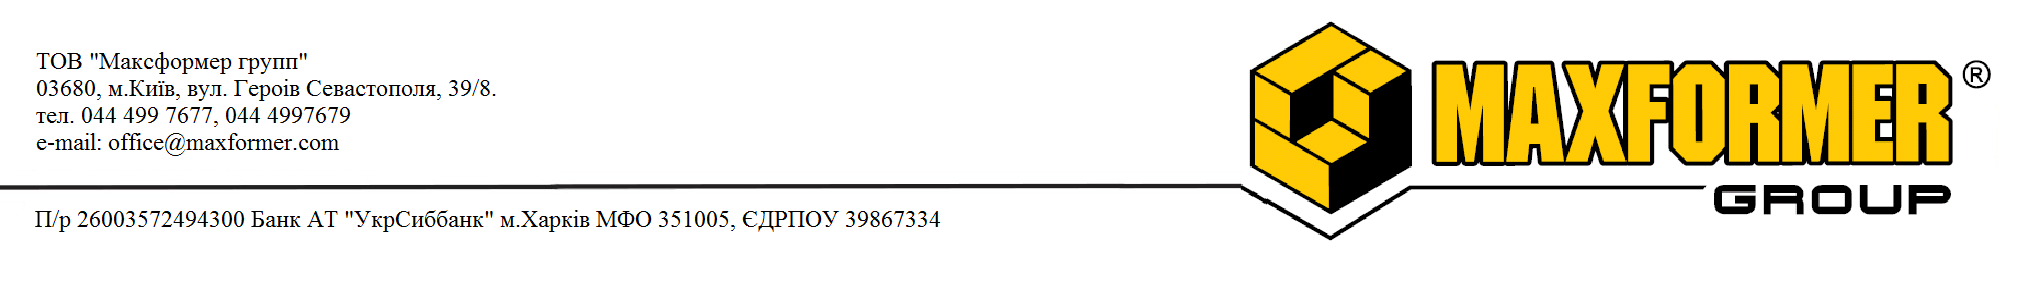 ТОВ "Максформер групп"
03680, м.Київ, вул. Героів Севастополя, 39/8.
тел. 044 499 7677, 044 4997679
e-mail: office@maxformer.com
MAXFORMER ®
GROUP
П/р 26003572494300 Банк АТ "УкрСиббанк" м.Харків МФО 351005, ЄДРПОУ 39867334